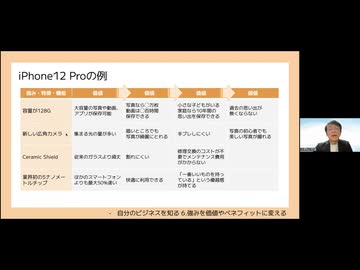 iPhone12 Proの例
強み・特徴・機能
価値
価値
価値
価値
容量が128G
大容量の写真や動画、
アプリが保存可能
写真なら〇万枚
動画は〇百時間
保存できる
小さな子どもがいる
家庭なら10年間の
思い出を保存できる
過去の思い出が
無くならない
新しい広角カメラ
集まる光の量が多い
暗いところでも
写真が綺麗にとれる
手ブレしにくい
写真の初心者でも
美しい写真が撮れる
Ceramic Shield
従来のガラスより頑丈
割れにくい
修理交換のコストが不
要でメンテナンス費用
がかからない
業界初の5ナノメ
ートルチップ
ほかのスマートフォン
よりも最大50%速い
快適に利用できる
「一番いいものを持っ
ている」という優越感
が持てる
- 自分のビジネスを知る 6.強みを価値やベネフィットに変える